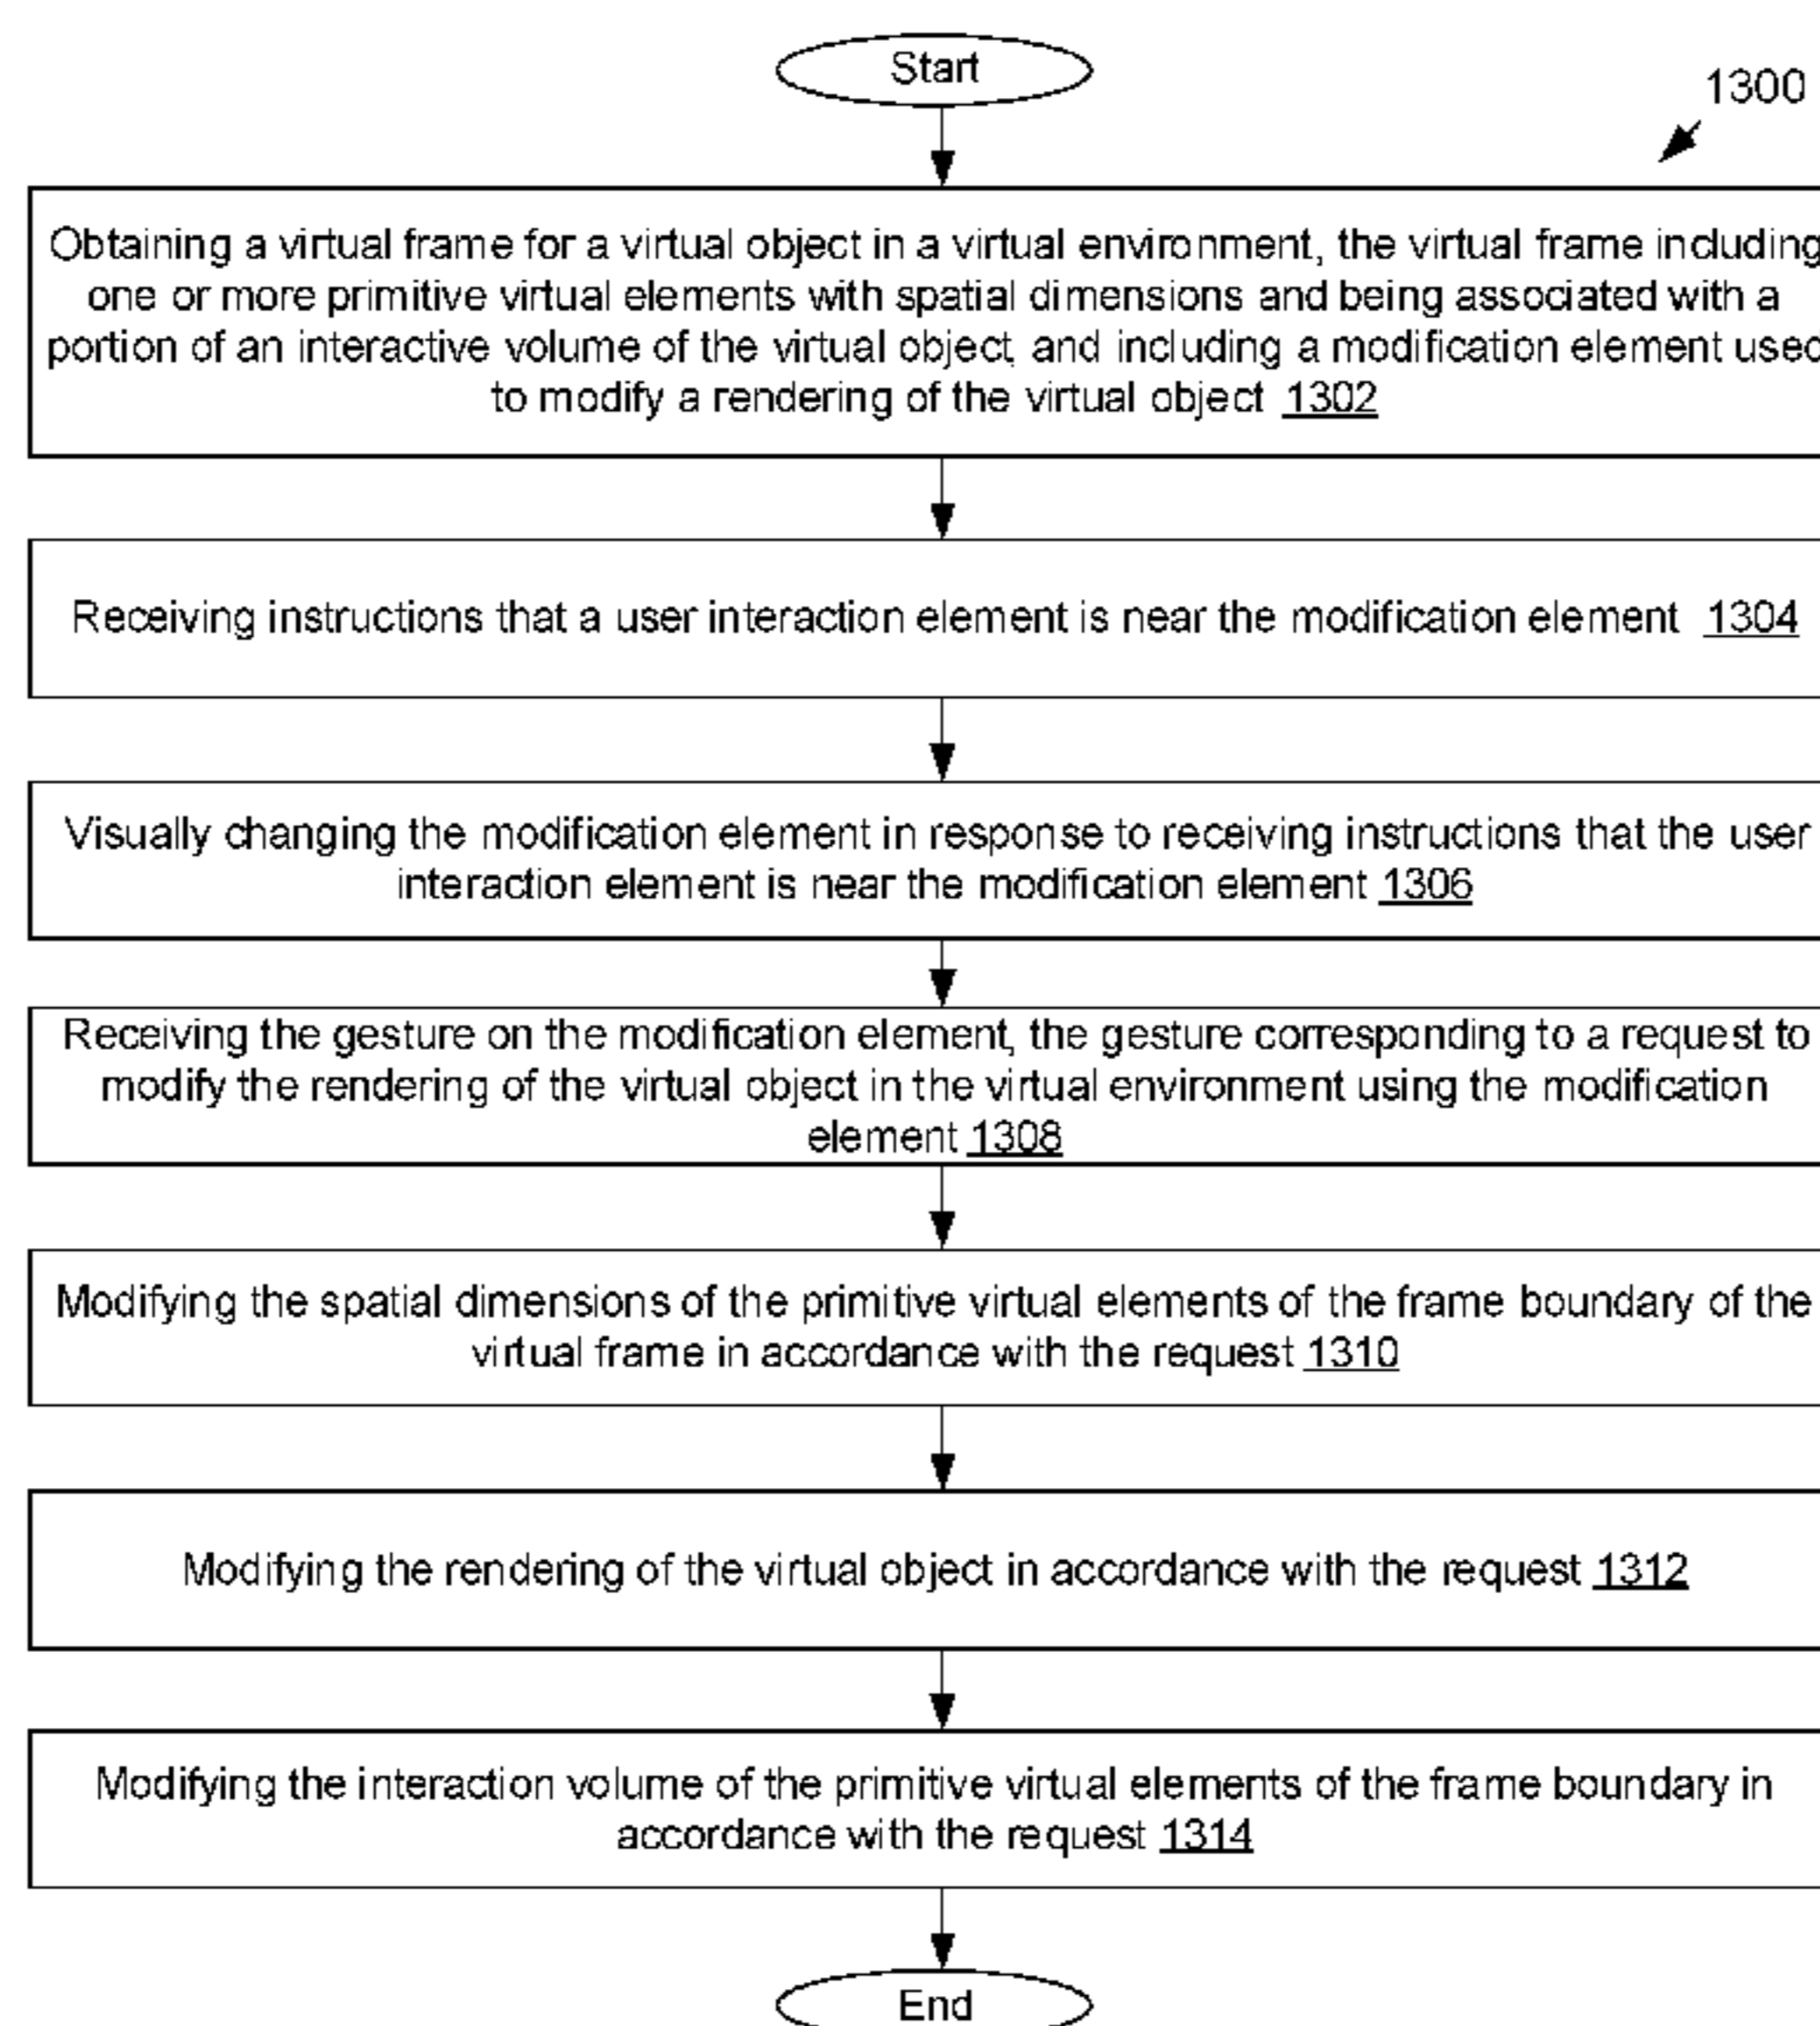 Start
1300
Obtaining a virtual frame for a virtual object in a virtual environment, the virtual frame including
one or more primitive virtual elements with spatial dimensions and being associated with a
portion of an interactive volume of the virtual object, and including a modification element used
to modify a rendering of the virtual object 1302
Receiving instructions that a user interaction element is near the modification element 1304
Visually changing the modification element in response to receiving instructions that the user
interaction element is near the modification element 1306
Receiving the gesture on the modification element, the gesture corresponding to a request to
modify the rendering of the virtual object in the virtual environment using the modification
element 1308
Modifying the spatial dimensions of the primitive virtual elements of the frame boundary of the
virtual frame in accordance with the request 1310
Modifying the rendering of the virtual object in accordance with the request 1312
Modifying the interaction volume of the primitive virtual elements of the frame boundary in
accordance with the request 1314
End